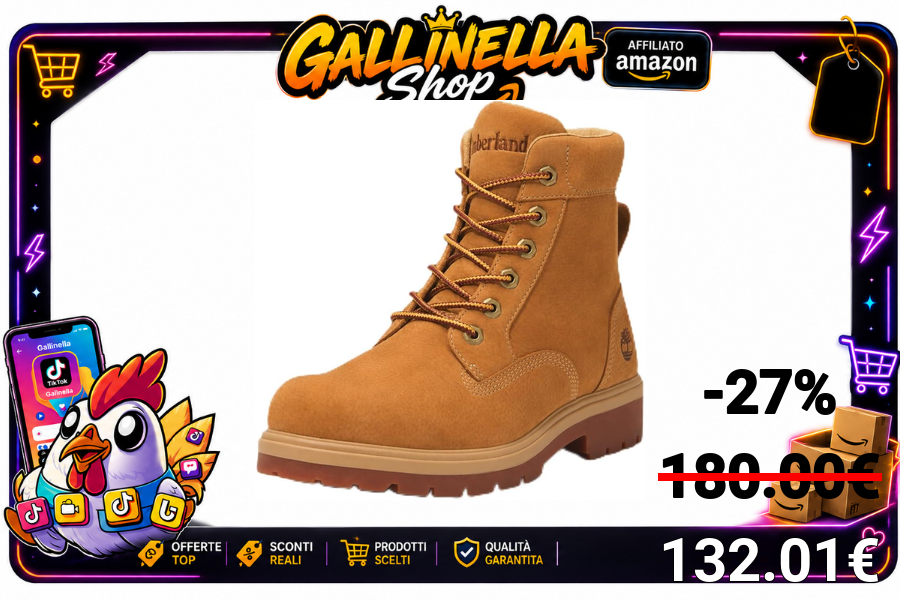 GALLINELLA
Shop
AFFILIATO
amazon
Gallinella
TikTok
Gallinella
-27%
180.00€
132.01€
OFFERTE
TOP
SCONTI
REALI
PRODOTTI
SCELTI
QUALITÀ
GARANTITA